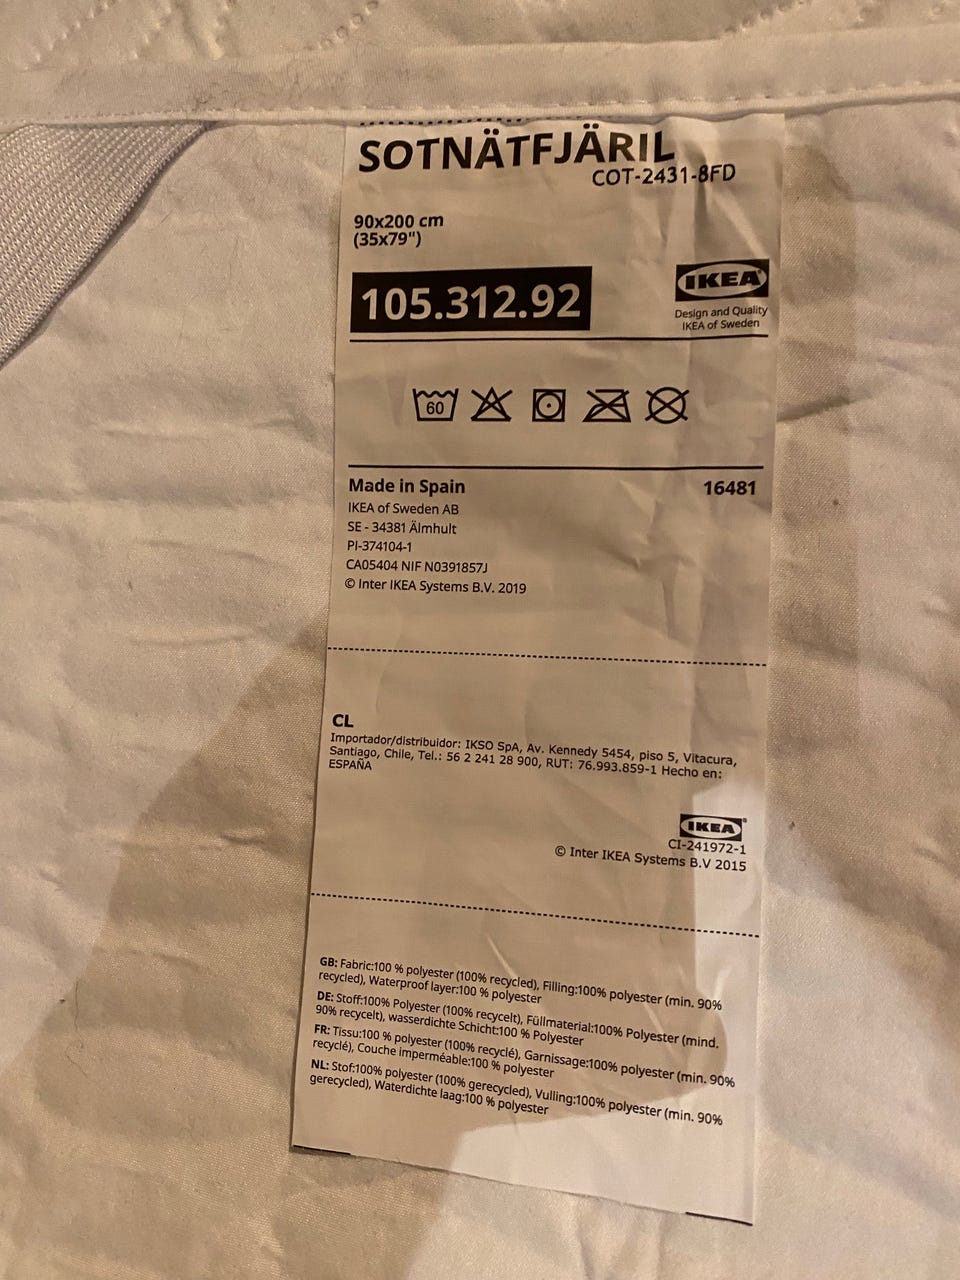 SOTNÄTFJÄRIL
COT-2431-8FD
90x200 cm
(35x79")
105.312.92
IKEA®
Design and Quality
IKEA of Sweden
60
Made in Spain 16481
IKEA of Sweden AB
SE - 34381 Älmhult
PI-374104-1
CA05404 NIF N0391857J
© Inter IKEA Systems B.V. 2019
CL
Importador/distribuidor: IKSO SpA, Av. Kennedy 5454, piso 5, Vitacura,
Santiago, Chile, Tel.: 56 2 241 28 900, RUT: 76.993.859-1 Hecho en:
ESPAÑA
IKEA®
CI-241972-1
© Inter IKEA Systems B.V 2015
GB: Fabric:100 % polyester (100% recycled), Filling:100% polyester (min. 90%
recycled), Waterproof layer:100 % polyester
DE: Stoff:100% Polyester (100% recycelt), Füllmaterial:100% Polyester (mind.
90% recycelt), wasserdichte Schicht:100 % Polyester
FR: Tissu:100 % polyester (100% recyclé), Garnissage:100% polyester (min. 90%
recyclé), Couche imperméable:100 % polyester
NL: Stof:100% polyester (100% gerecycled), Vulling:100% polyester (min. 90%
gerecycled), Waterdichte laag:100 % polyester